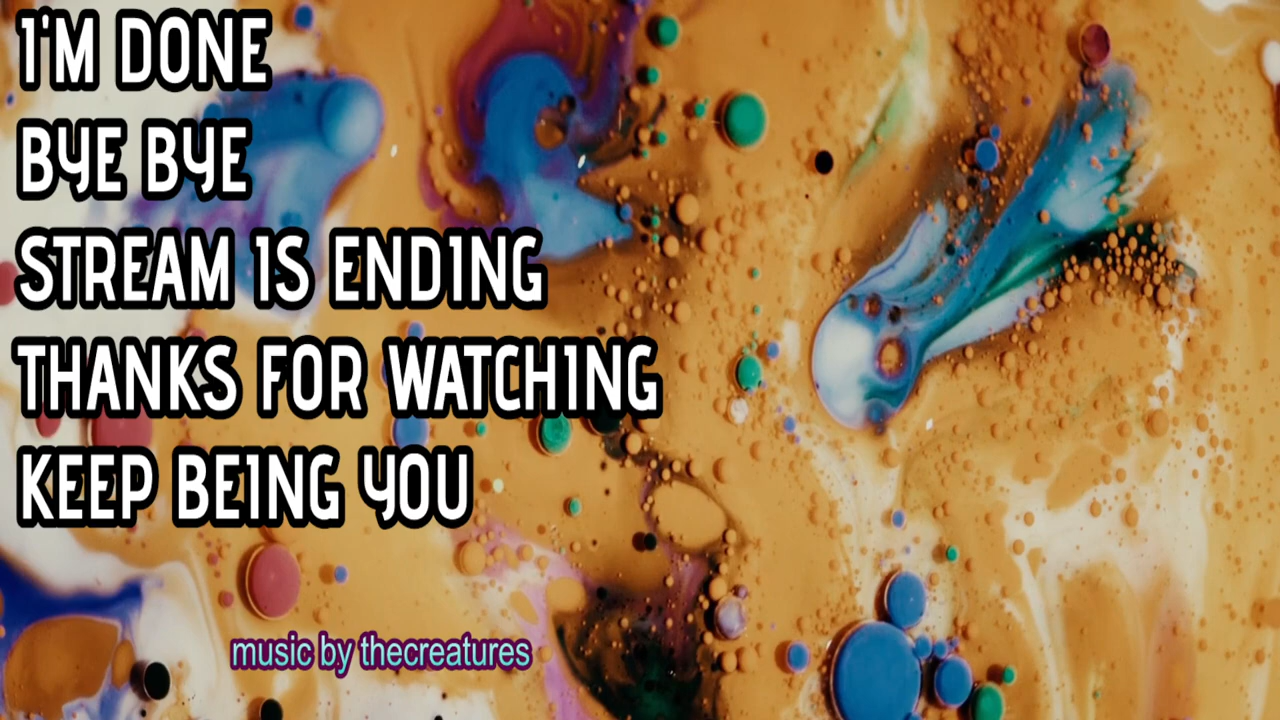 I'M DONE
BYE BYE
STREAM IS ENDING
THANKS FOR WATCHING
KEEP BEING YOU
music by thecreatures